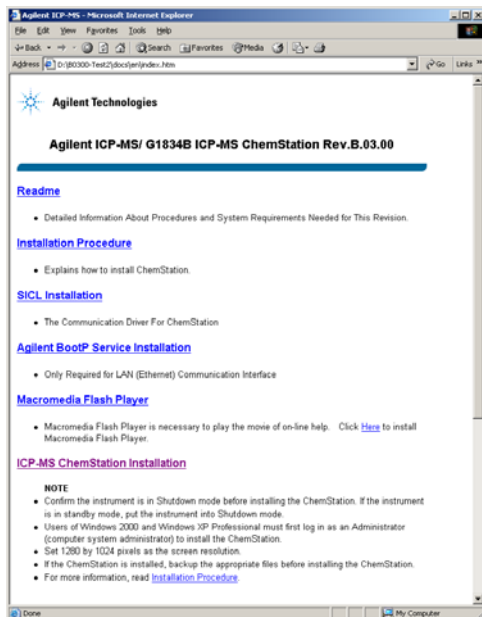 Agilent ICP-MS - Microsoft Internet Explorer
File Edit View Favorites Tools Help
Back Search Favorites Media
Address D:\B0300-Test2\docs\en\index.htm Go Links »
Agilent Technologies
Agilent ICP-MS/ G1834B ICP-MS ChemStation Rev.B.03.00
Readme
• Detailed Information About Procedures and System Requirements Needed for This Revision.
Installation Procedure
• Explains how to install ChemStation.
SICL Installation
• The Communication Driver For ChemStation
Agilent BootP Service Installation
• Only Required for LAN (Ethernet) Communication Interface
Macromedia Flash Player
• Macromedia Flash Player is necessary to play the movie of on-line help. Click Here to install
Macromedia Flash Player.
ICP-MS ChemStation Installation
NOTE
• Confirm the instrument is in Shutdown mode before installing the ChemStation. If the instrument
is in standby mode, put the instrument into Shutdown mode.
• Users of Windows 2000 and Windows XP Professional must first log in as an Administrator
(computer system administrator) to install the ChemStation.
• Set 1280 by 1024 pixels as the screen resolution.
• If the ChemStation is installed, backup the appropriate files before installing the ChemStation.
• For more information, read Installation Procedure.
Done My Computer